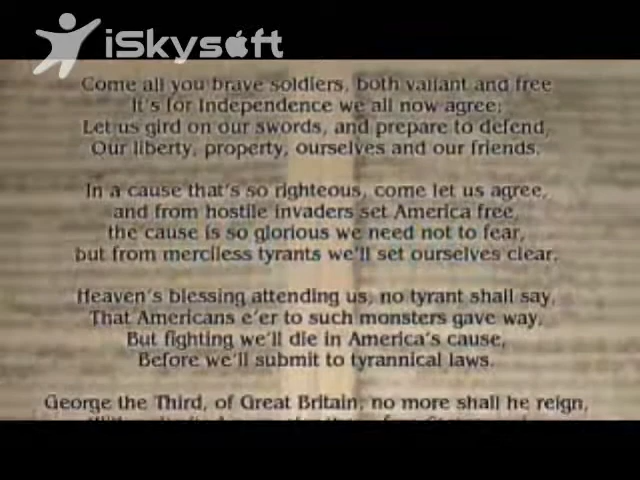 iSkysoft
Come all you brave soldiers, both valiant and free
It's for Independence we all now agree;
Let us gird on our swords, and prepare to defend,
Our liberty, property, ourselves and our friends.
In a cause that's so righteous, come let us agree,
and from hostile invaders set America free,
the cause is so glorious we need not to fear,
but from merciless tyrants we'll set ourselves clear.
Heaven's blessing attending us, no tyrant shall say,
That Americans e'er to such monsters gave way,
But fighting we'll die in America's cause,
Before we'll submit to tyrannical laws.
George the Third, of Great Britain, no more shall he reign,